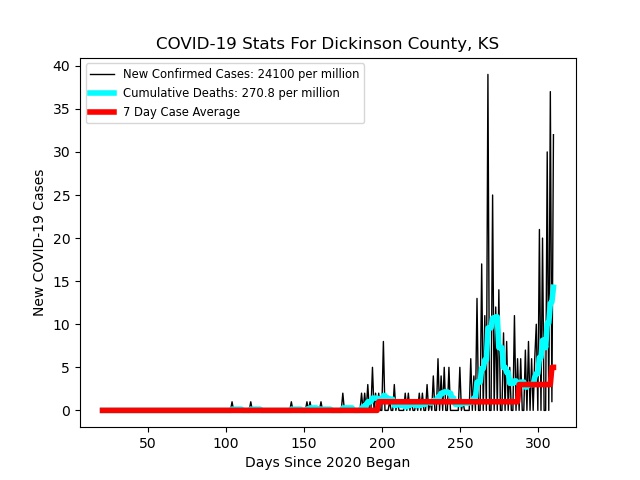 COVID-19 Stats For Dickinson County, KS
New Confirmed Cases: 24100 per million
Cumulative Deaths: 270.8 per million
7 Day Case Average
New COVID-19 Cases
40
35
30
25
20
15
10
5
0
50 100 150 200 250 300
Days Since 2020 Began